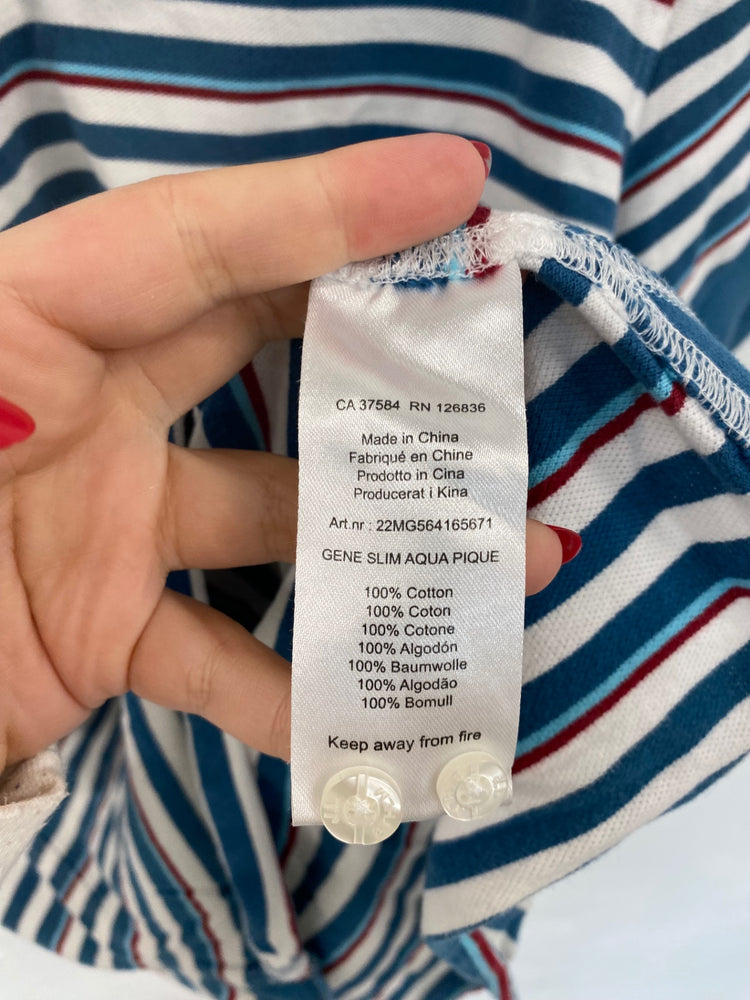 CA 37584 RN 126836
Made in China
Fabriqué en Chine
Prodotto in Cina
Producerat i Kina
Art.nr : 22MG564165671
GENE SLIM AQUA PIQUE
100% Cotton
100% Coton
100% Cotone
100% Algodón
100% Baumwolle
100% Algodão
100% Bomull
Keep away from fire